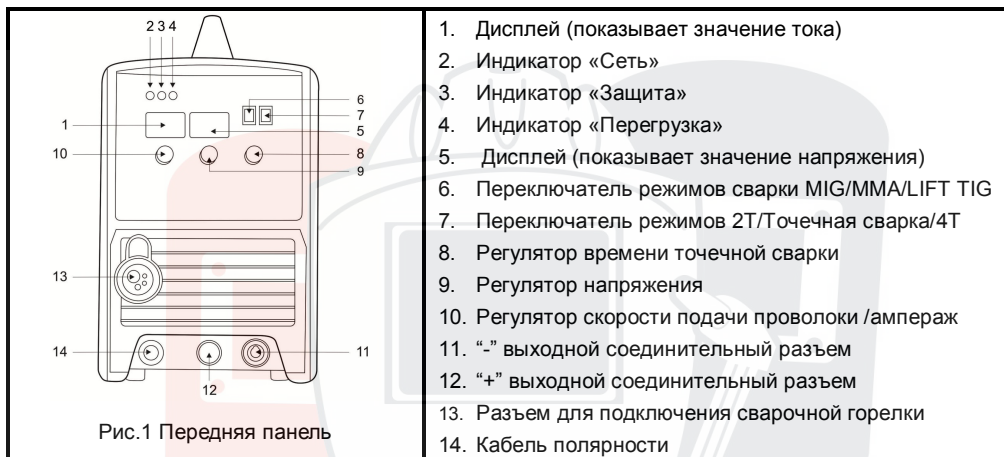 2 3 4
6
7
1
5
10
8
9
13
14
11
12
Рис.1 Передняя панель
1. Дисплей (показывает значение тока)
2. Индикатор «Сеть»
3. Индикатор «Защита»
4. Индикатор «Перегрузка»
5. Дисплей (показывает значение напряжения)
6. Переключатель режимов сварки MIG/MMA/LIFT TIG
7. Переключатель режимов 2Т/Точечная сварка/4Т
8. Регулятор времени точечной сварки
9. Регулятор напряжения
10. Регулятор скорости подачи проволоки /ампераж
11. “-” выходной соединительный разъем
12. “+” выходной соединительный разъем
13. Разъем для подключения сварочной горелки
14. Кабель полярности